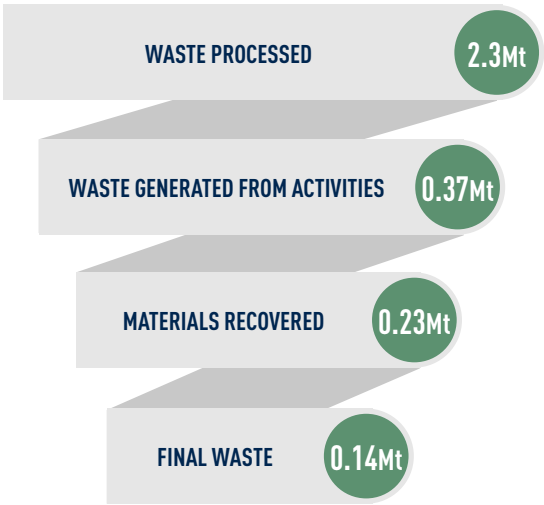 WASTE PROCESSED 2.3Mt
WASTE GENERATED FROM ACTIVITIES 0.37Mt
MATERIALS RECOVERED 0.23Mt
FINAL WASTE 0.14Mt